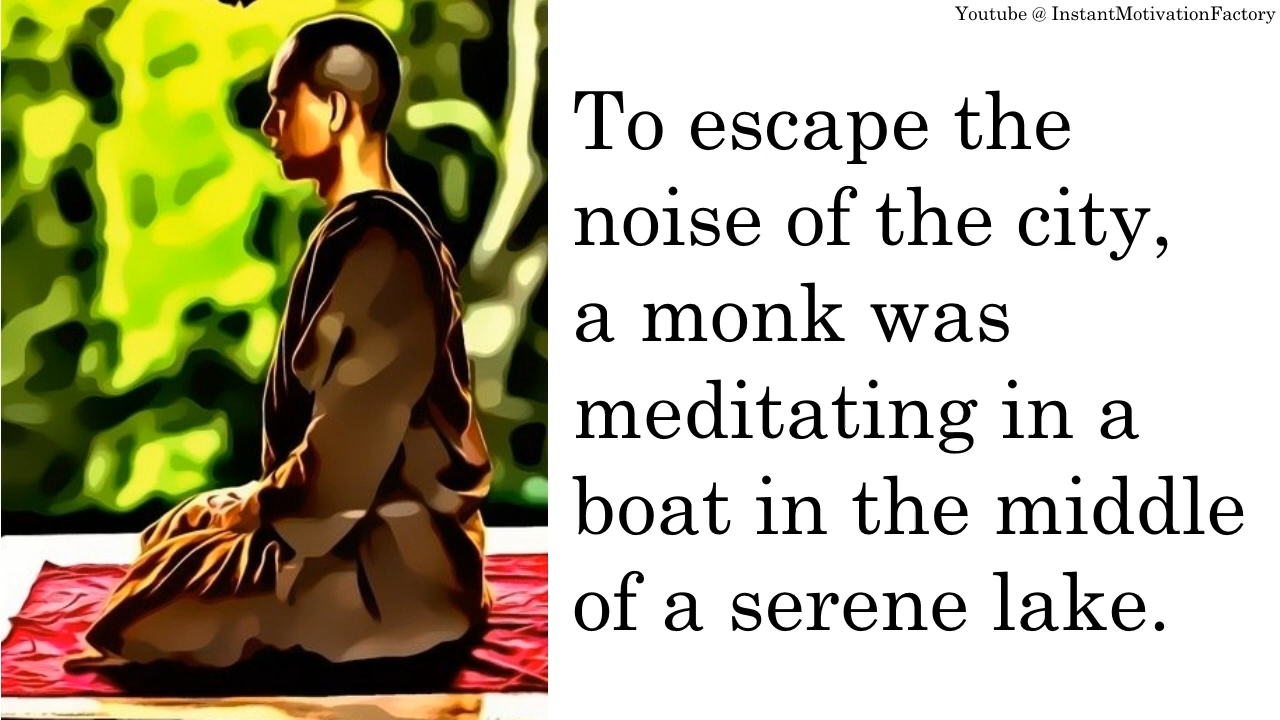 Youtube @ InstantMotivationFactory
To escape the
noise of the city,
a monk was
meditating in a
boat in the middle
of a serene lake.